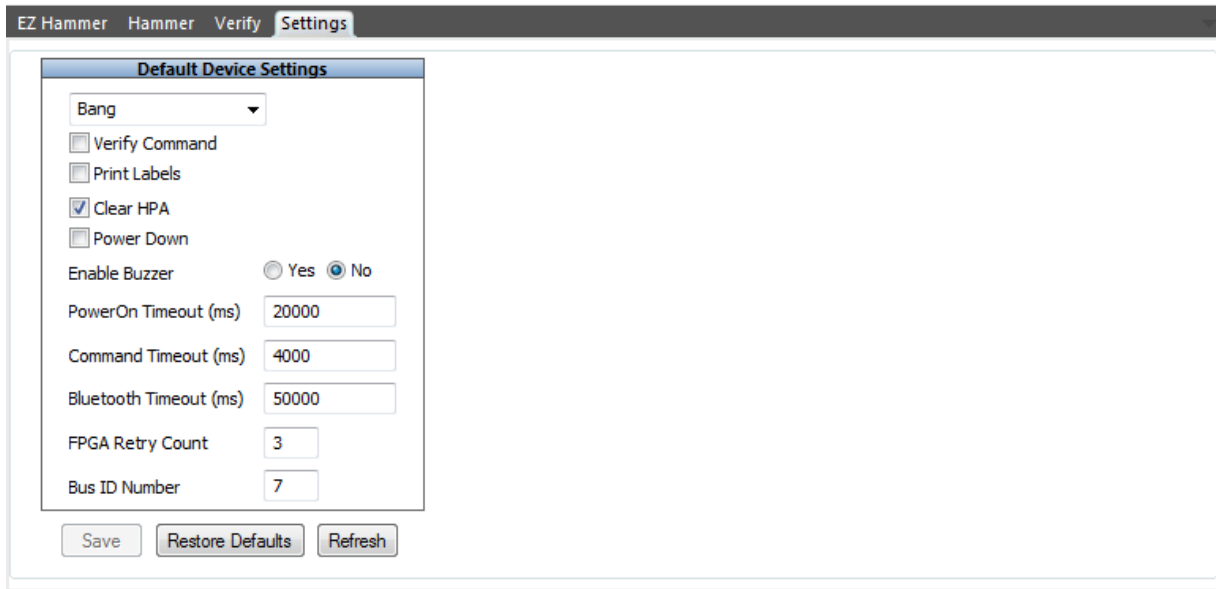 EZ Hammer Hammer Verify Settings
Default Device Settings
Bang
Verify Command
Print Labels
Clear HPA
Power Down
Enable Buzzer Yes No
PowerOn Timeout (ms) 20000
Command Timeout (ms) 4000
Bluetooth Timeout (ms) 50000
FPGA Retry Count 3
Bus ID Number 7
Save Restore Defaults Refresh